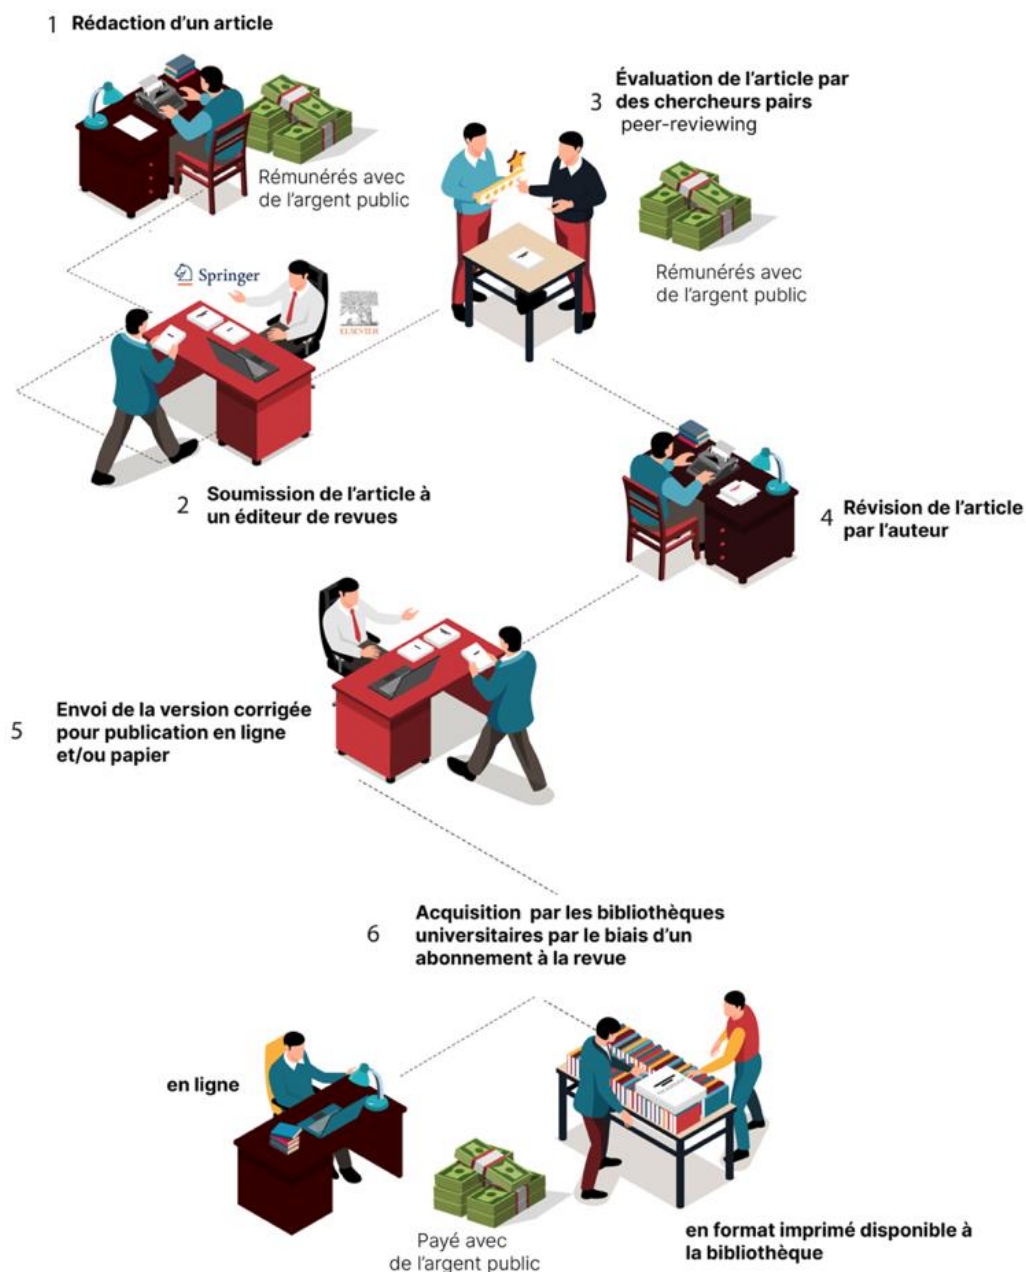 1 Rédaction d’un article
Rémunérés avec
de l’argent public
3 Évaluation de l’article par
des chercheurs pairs
peer-reviewing
Rémunérés avec
de l’argent public
Springer
ELSEVIER
2 Soumission de l’article à
un éditeur de revues
4 Révision de l’article
par l’auteur
5 Envoi de la version corrigée
pour publication en ligne
et/ou papier
6 Acquisition par les bibliothèques
universitaires par le biais d’un
abonnement à la revue
en ligne
Payé avec
de l’argent public
en format imprimé disponible à
la bibliothèque